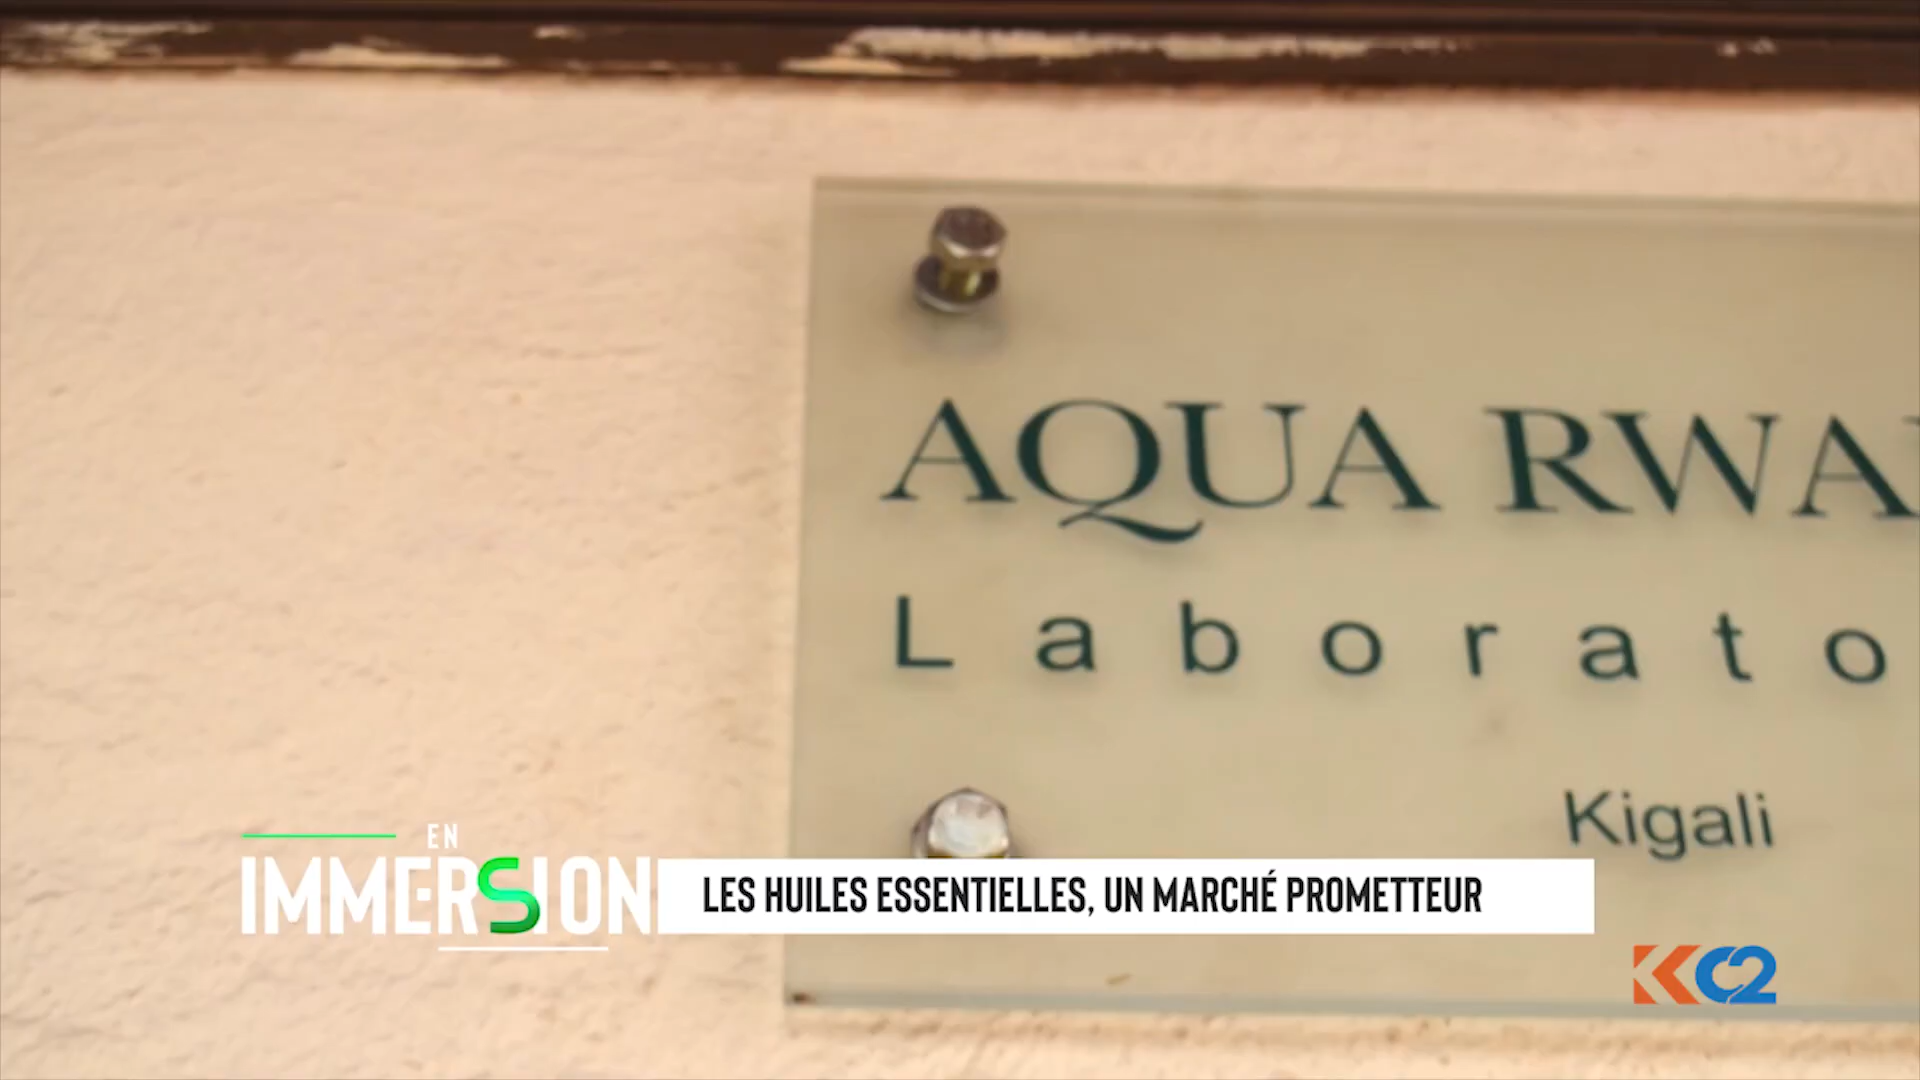 AQUA RWA
Laborato
Kigali
EN
IMMERSION
LES HUILES ESSENTIELLES, UN MARCHÉ PROMETTEUR
KC2